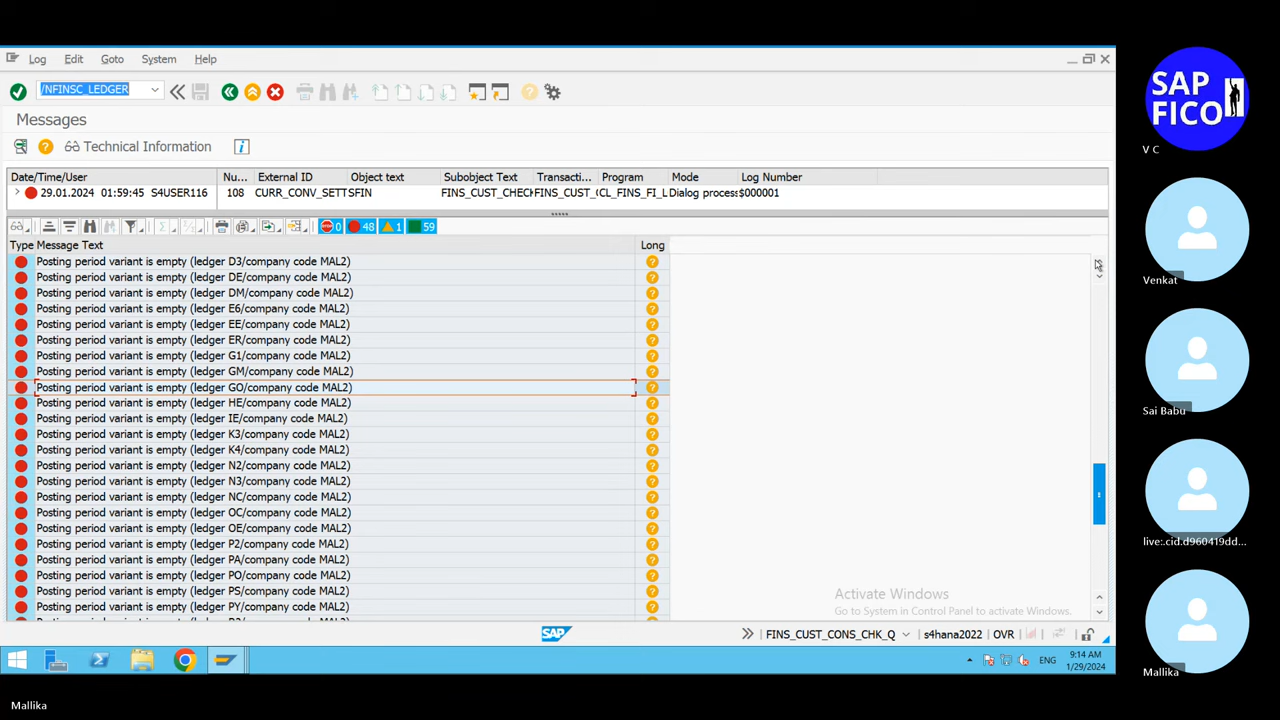 Log Edit Goto System Help
/NFINSC_LEDGER
Messages
Technical Information
Date/Time/User Nu... External ID Object text Subobject Text Transacti... Program Mode Log Number
29.01.2024 01:59:45 S4USER116 108 CURR_CONV_SETT SFIN FINS_CUST_CHECK FINS_CUST_( CL_FINS_FI_L Dialog process $000001
0 48 1 59
Type Message Text Long
Posting period variant is empty (ledger D3/company code MAL2)
Posting period variant is empty (ledger DE/company code MAL2)
Posting period variant is empty (ledger DM/company code MAL2)
Posting period variant is empty (ledger E6/company code MAL2)
Posting period variant is empty (ledger EE/company code MAL2)
Posting period variant is empty (ledger ER/company code MAL2)
Posting period variant is empty (ledger G1/company code MAL2)
Posting period variant is empty (ledger GM/company code MAL2)
Posting period variant is empty (ledger GO/company code MAL2)
Posting period variant is empty (ledger HE/company code MAL2)
Posting period variant is empty (ledger IE/company code MAL2)
Posting period variant is empty (ledger K3/company code MAL2)
Posting period variant is empty (ledger K4/company code MAL2)
Posting period variant is empty (ledger N2/company code MAL2)
Posting period variant is empty (ledger N3/company code MAL2)
Posting period variant is empty (ledger NC/company code MAL2)
Posting period variant is empty (ledger OC/company code MAL2)
Posting period variant is empty (ledger OE/company code MAL2)
Posting period variant is empty (ledger P2/company code MAL2)
Posting period variant is empty (ledger PA/company code MAL2)
Posting period variant is empty (ledger PO/company code MAL2)
Posting period variant is empty (ledger PS/company code MAL2)
Posting period variant is empty (ledger PY/company code MAL2)
Activate Windows
Go to System in Control Panel to activate Windows.
SAP FINS_CUST_CONS_CHK_Q s4hana2022 OVR
ENG 9:14 AM
1/29/2024
SAP
FICO
V C
Venkat
Sai Babu
live:.cid.d960419dd...
Mallika
Mallika